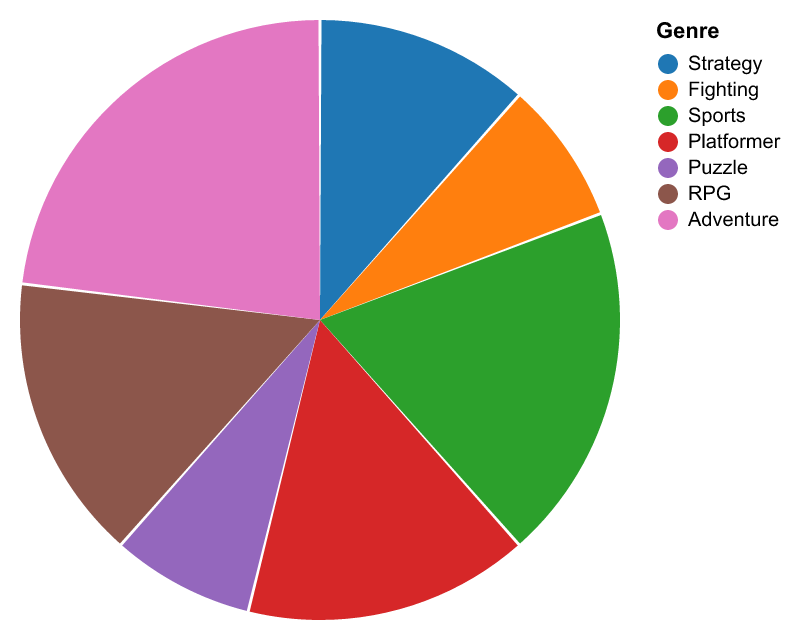 Genre
Strategy
Fighting
Sports
Platformer
Puzzle
RPG
Adventure